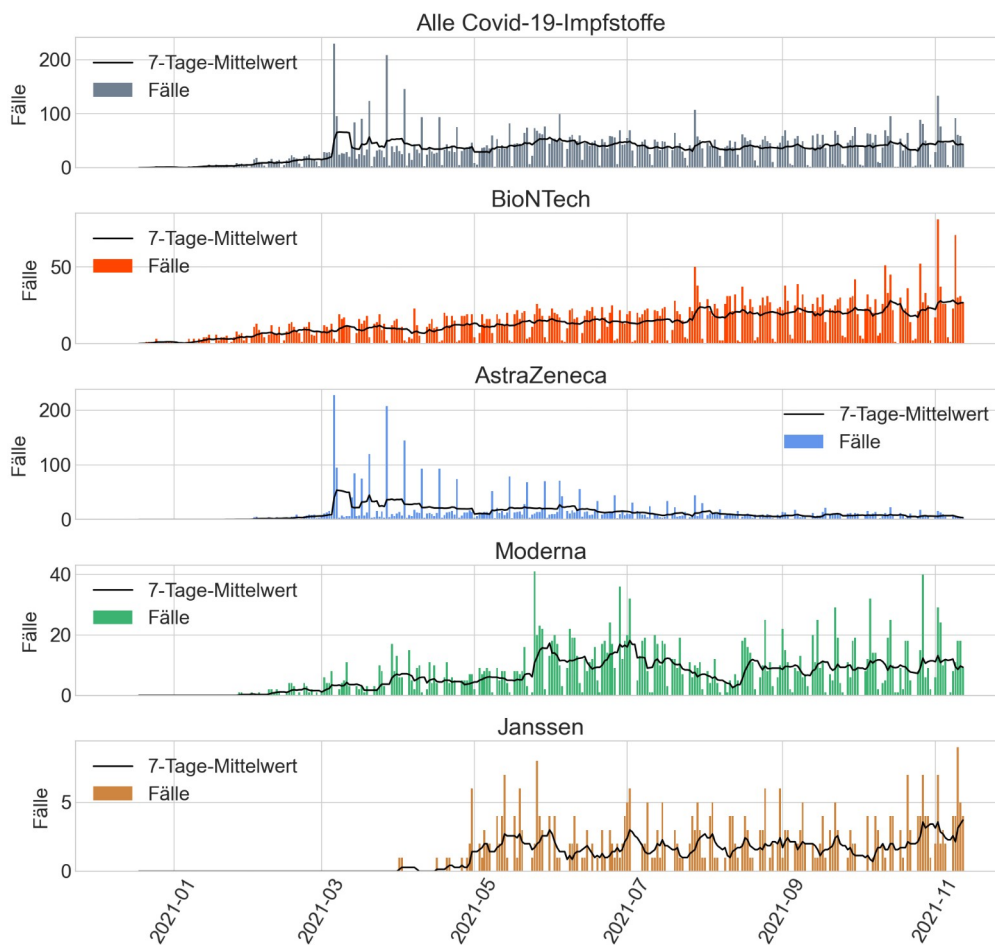 Alle Covid-19-Impfstoffe
200
100
0
Fälle
7-Tage-Mittelwert
Fälle
BioNTech
50
0
Fälle
7-Tage-Mittelwert
Fälle
AstraZeneca
200
100
0
Fälle
7-Tage-Mittelwert
Fälle
Moderna
40
20
0
Fälle
7-Tage-Mittelwert
Fälle
Janssen
5
0
Fälle
7-Tage-Mittelwert
Fälle
2021-01
2021-03
2021-05
2021-07
2021-09
2021-11